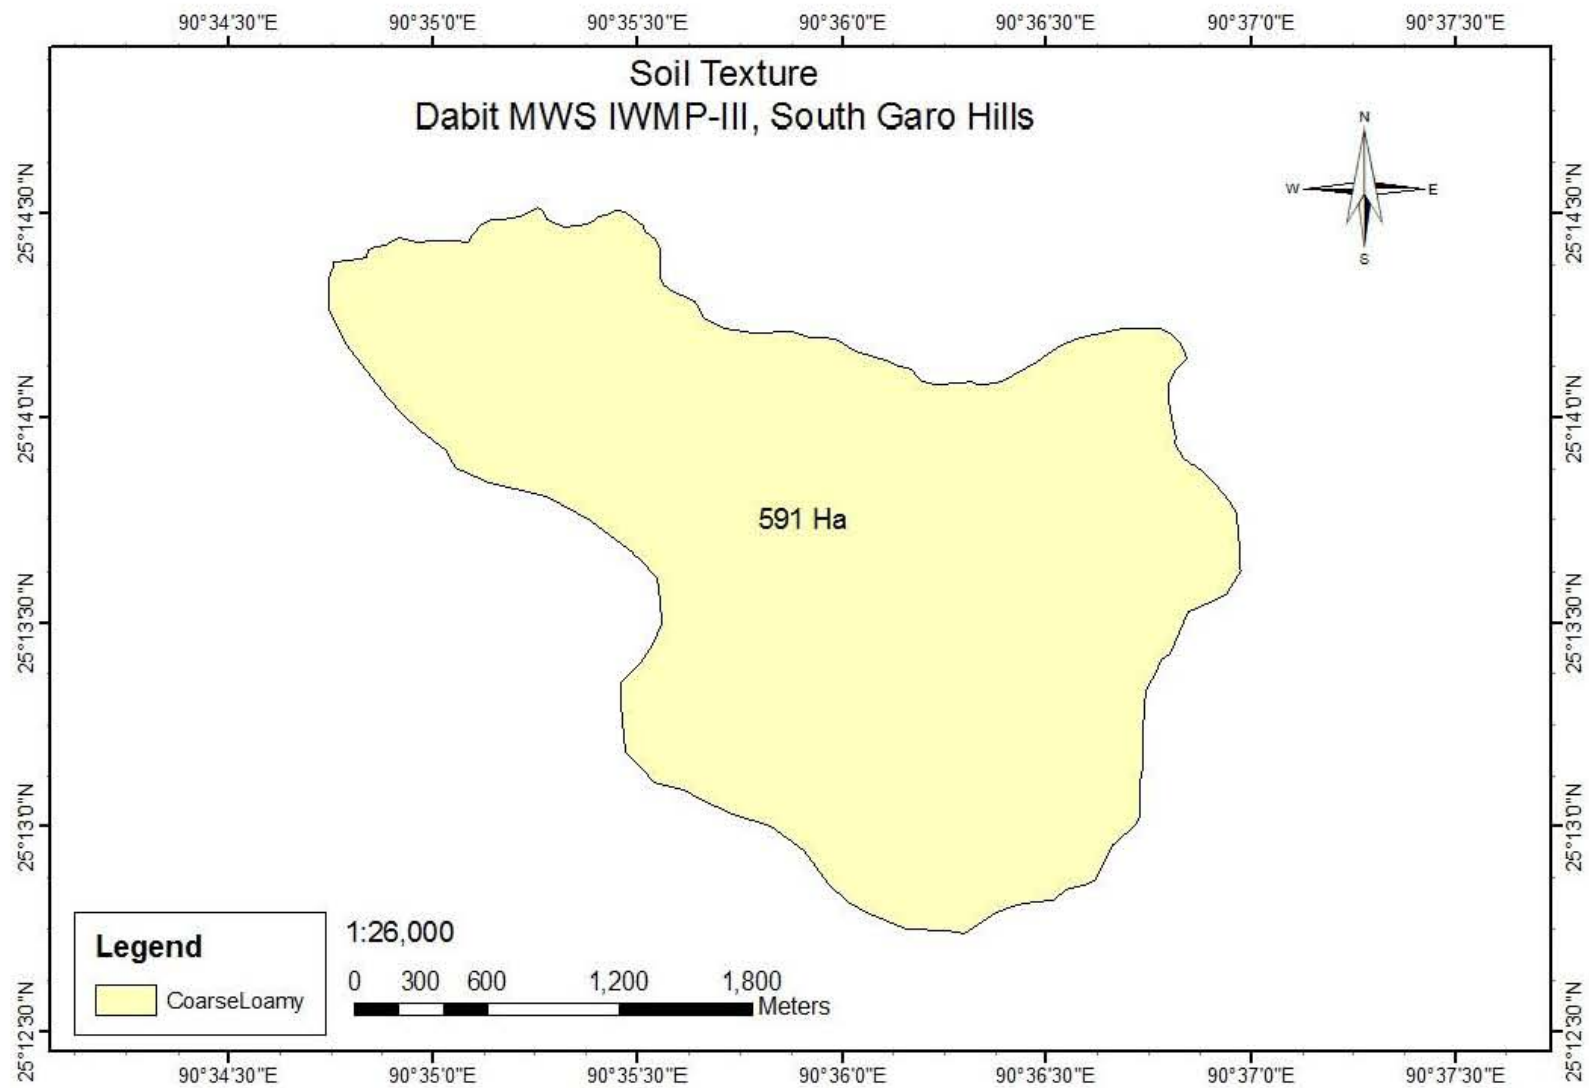 90°34'30"E 90°35'0"E 90°35'30"E 90°36'0"E 90°36'30"E 90°37'0"E 90°37'30"E
Soil Texture
Dabit MWS IWMP-III, South Garo Hills
N
W E
S
25°14'30"N 25°14'30"N
25°14'0"N 25°14'0"N
591 Ha
25°13'30"N 25°13'30"N
25°13'0"N 25°13'0"N
Legend
CoarseLoamy
1:26,000
0 300 600 1,200 1,800
Meters
25°12'30"N 25°12'30"N
90°34'30"E 90°35'0"E 90°35'30"E 90°36'0"E 90°36'30"E 90°37'0"E 90°37'30"E